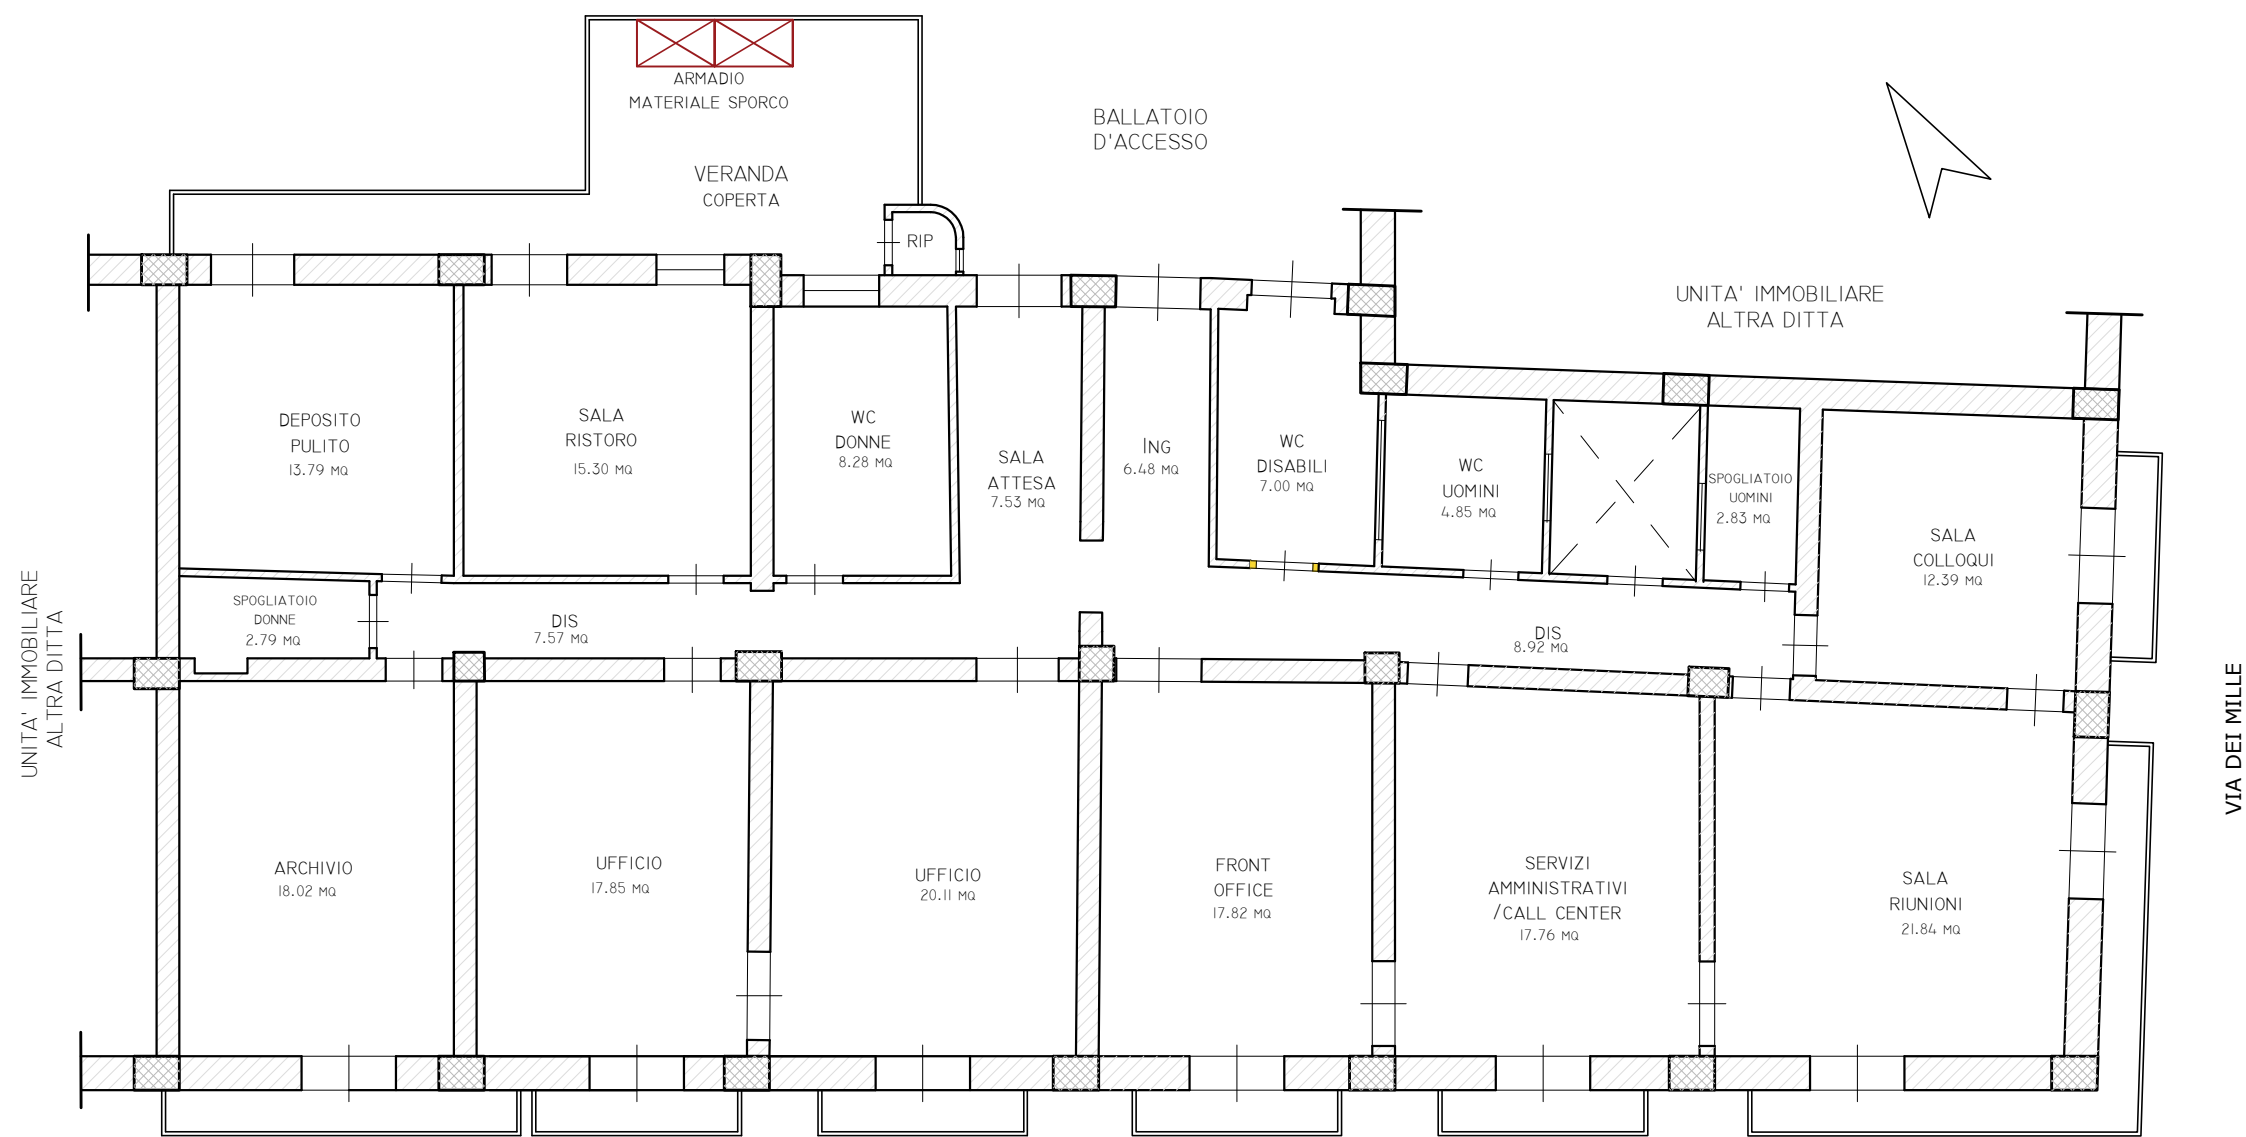 ARMADIO
MATERIALE SPORCO
BALLATOIO
D'ACCESSO
VERANDA
COPERTA
RIP
UNITA' IMMOBILIARE
ALTRA DITTA
DEPOSITO
PULITO
13.79 MQ
SALA
RISTORO
15.30 MQ
WC
DONNE
8.28 MQ
SALA
ATTESA
7.53 MQ
ING
6.48 MQ
WC
DISABILI
7.00 MQ
WC
UOMINI
4.85 MQ
SPOGLIATOIO
UOMINI
2.83 MQ
SALA
COLLOQUI
12.39 MQ
UNITA' IMMOBILIARE
ALTRA DITTA
SPOGLIATOIO
DONNE
2.79 MQ
DIS
7.57 MQ
DIS
8.92 MQ
VIA DEI MILLE
ARCHIVIO
18.02 MQ
UFFICIO
17.85 MQ
UFFICIO
20.11 MQ
FRONT
OFFICE
17.82 MQ
SERVIZI
AMMINISTRATIVI
/CALL CENTER
17.76 MQ
SALA
RIUNIONI
21.84 MQ